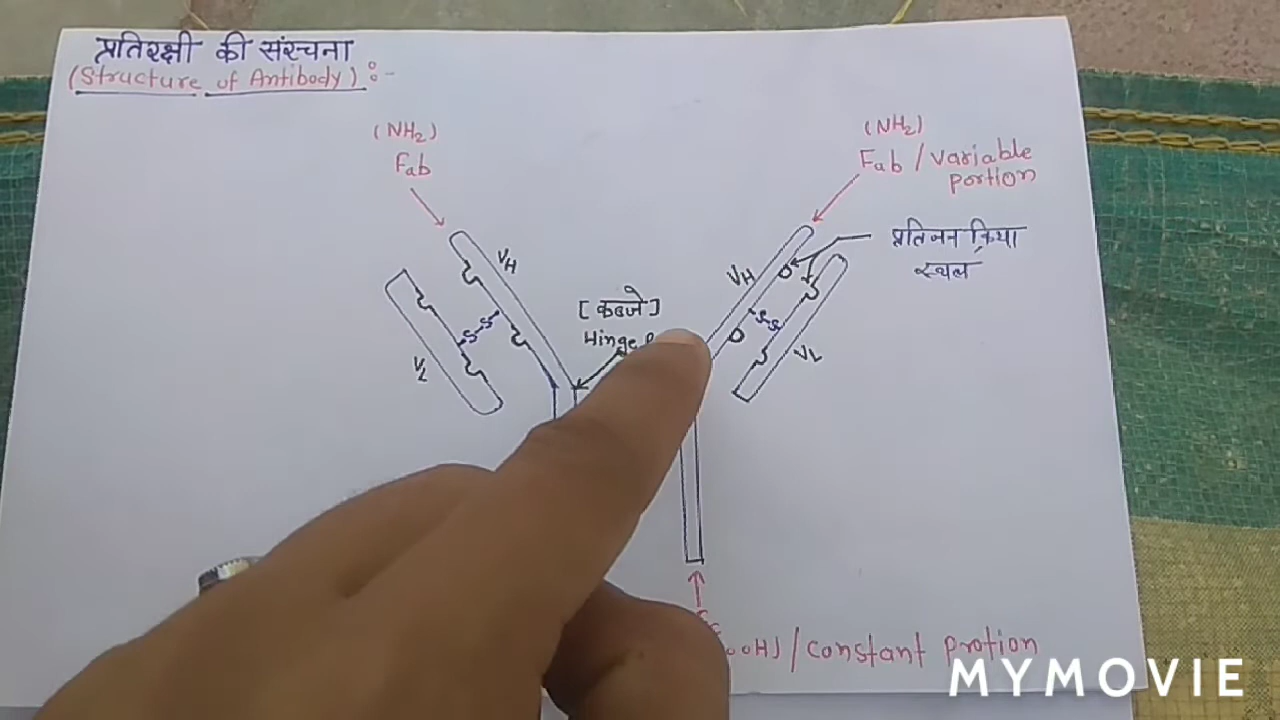 प्रतिरक्षी की संरचना
(Structure of Antibody) :-
(NH₂)
Fab
(NH₂)
Fab / variable
portion
प्रतिजन क्रिया
स्थल
VH
VH
[कब्जे]
Hinge
S S
S S
VL
VL
/ constant protion
MYMOVIE